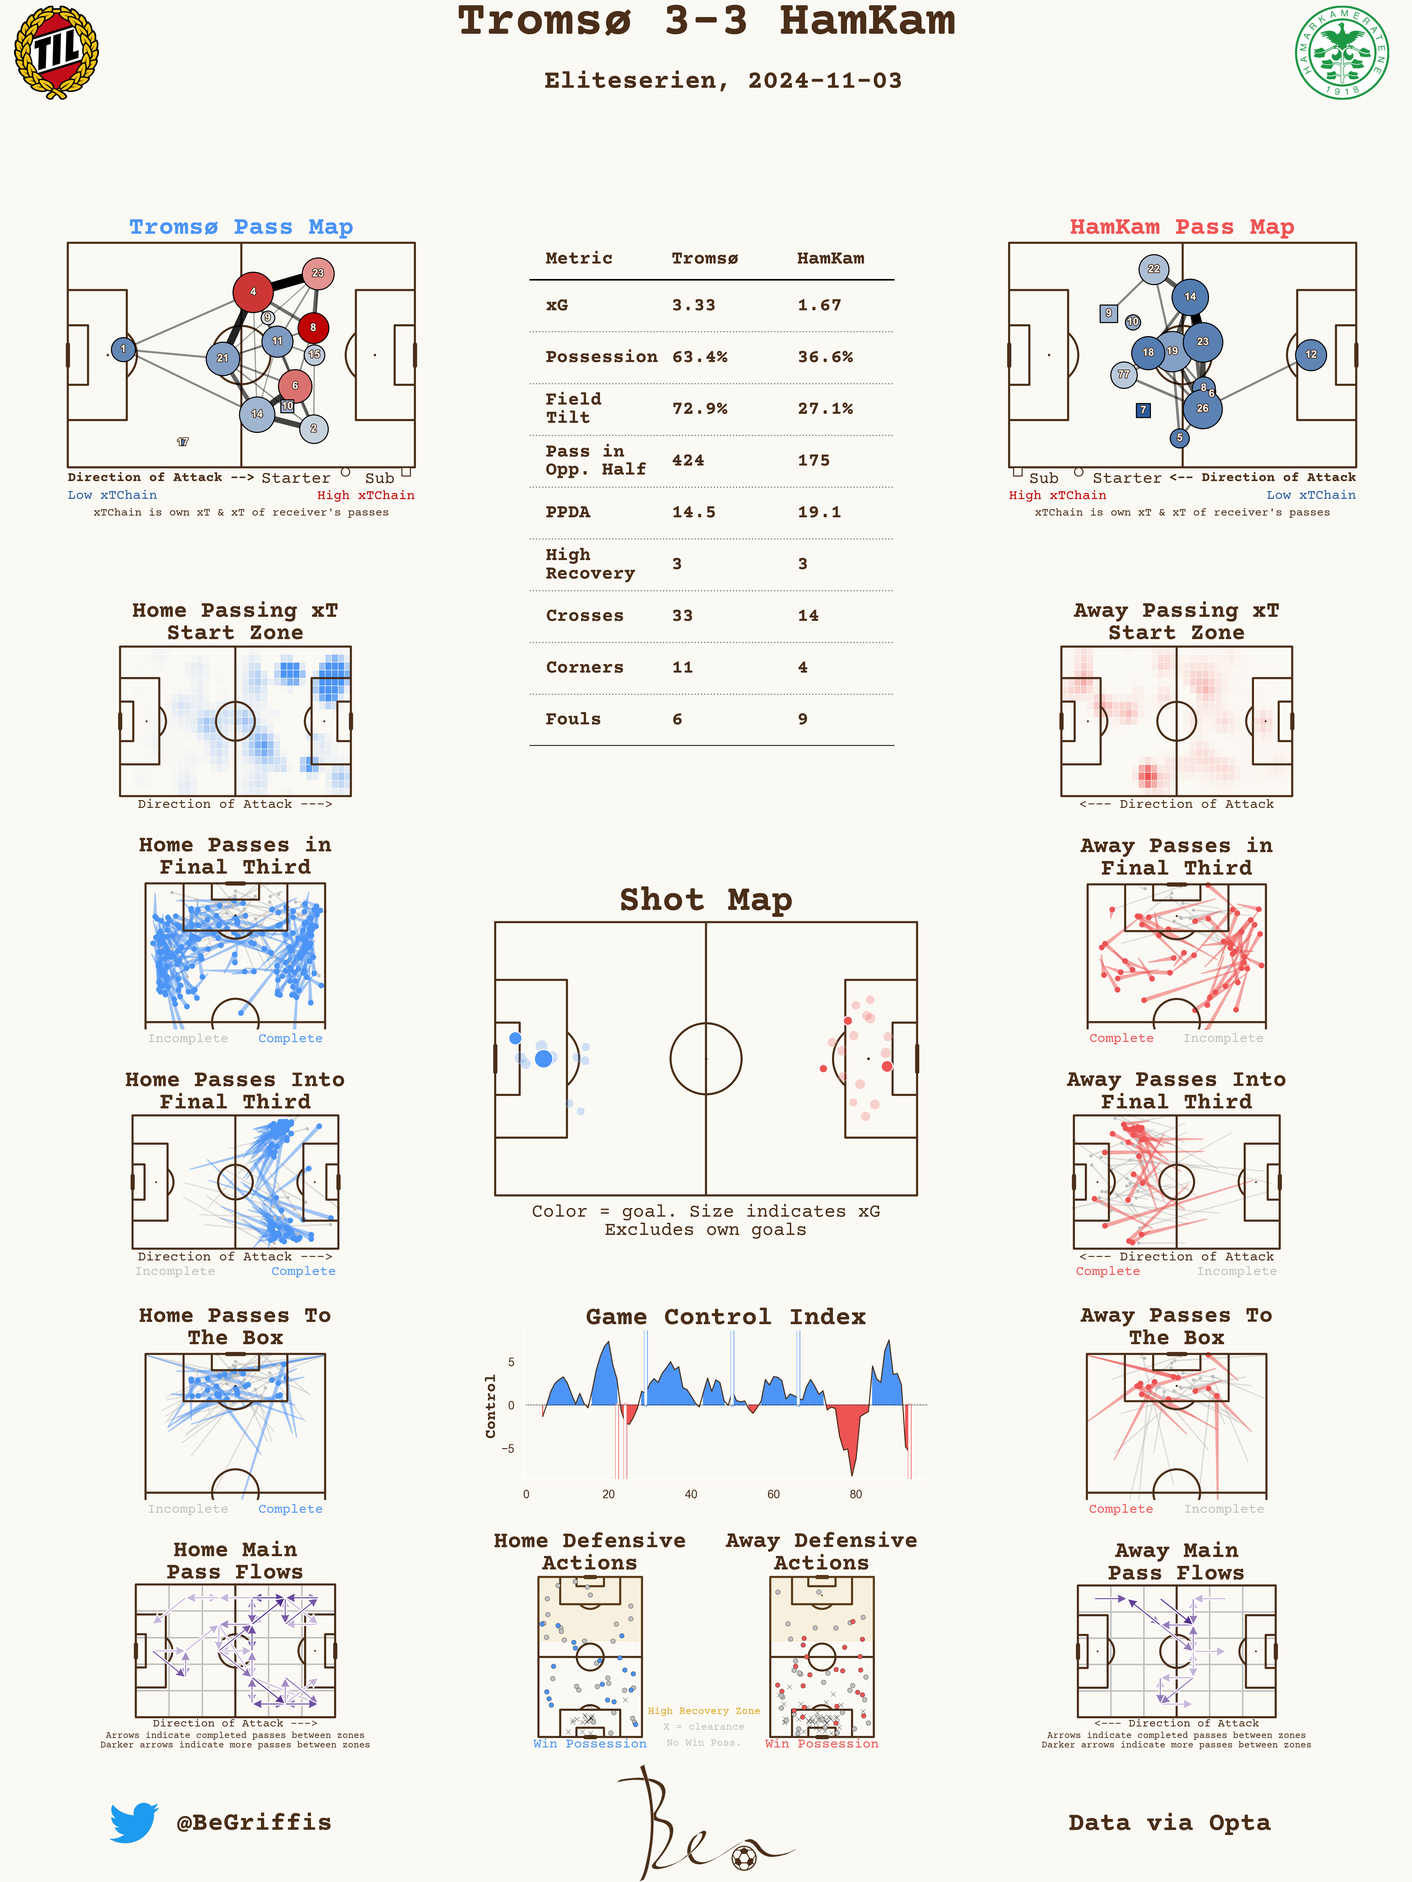 Tromsø 3-3 HamKam
Eliteserien, 2024-11-03
TIL
HAMARKAMERATENE
1918
Tromsø Pass Map
23
4
9
8
11
15
1
21
6
10
14
2
17
Direction of Attack --> Starter Sub
Low xTChain High xTChain
xTChain is own xT & xT of receiver's passes
Metric Tromsø HamKam
xG 3.33 1.67
Possession 63.4% 36.6%
Field
Tilt 72.9% 27.1%
Pass in
Opp. Half 424 175
PPDA 14.5 19.1
High
Recovery 3 3
Crosses 33 14
Corners 11 4
Fouls 6 9
HamKam Pass Map
22
14
9
10
23
18
19
12
77
8
6
26
7
5
Sub Starter <-- Direction of Attack
High xTChain Low xTChain
xTChain is own xT & xT of receiver's passes
Home Passing xT
Start Zone
Direction of Attack --->
Away Passing xT
Start Zone
<--- Direction of Attack
Home Passes in
Final Third
Incomplete Complete
Away Passes in
Final Third
Complete Incomplete
Shot Map
Color = goal. Size indicates xG
Excludes own goals
Home Passes Into
Final Third
Direction of Attack --->
Incomplete Complete
Away Passes Into
Final Third
<--- Direction of Attack
Complete Incomplete
Home Passes To
The Box
Incomplete Complete
Game Control Index
Control
5
0
−5
0 20 40 60 80
Away Passes To
The Box
Complete Incomplete
Home Main
Pass Flows
Direction of Attack --->
Arrows indicate completed passes between zones
Darker arrows indicate more passes between zones
Home Defensive
Actions
Win Possession
Away Defensive
Actions
Win Possession
High Recovery Zone
X = clearance
No Win Poss.
Away Main
Pass Flows
<--- Direction of Attack
Arrows indicate completed passes between zones
Darker arrows indicate more passes between zones
@BeGriffis
Ben
Data via Opta